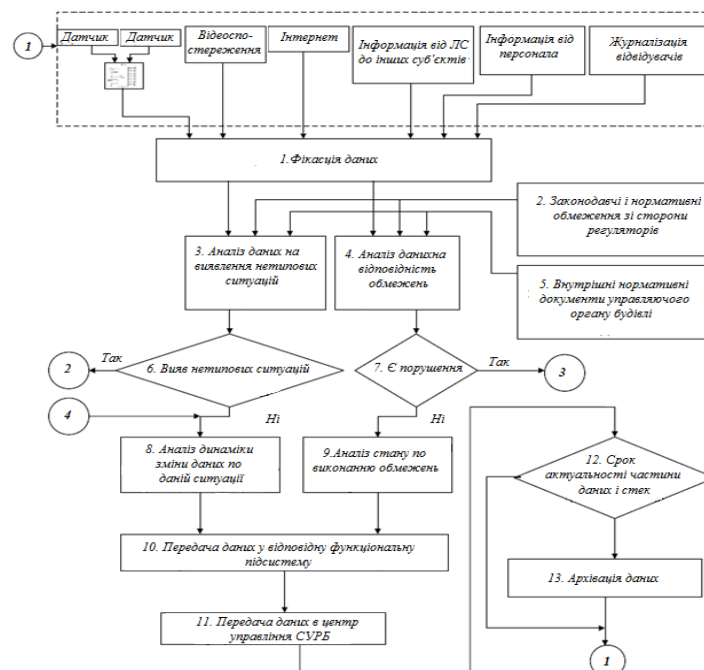 1
Датчик
Датчик
Відеоспо-
стереження
Інтернет
Інформація від ЛС
до інших суб'єктів
Інформація від
персонала
Журналізація
відвідувачів
1.Фікасція даних
2. Законодавчі і нормативні
обмеження зі сторони
регуляторів
3. Аналіз даних на
виявлення нетипових
ситуацій
4. Аналіз данихна
відповідність
обмежень
5. Внутрішні нормативні
документи управляючого
органу будівлі
2
Так
6. Вияв нетипових ситуацій
7. Є порушення
Так
3
4
Ні
Ні
8. Аналіз динаміки
зміни даних по
даній ситуації
9.Аналіз стану по
виконанню обмежень
12. Срок
актуальності частини
даних і стек
10. Передача даних у відповідну функціональну
підсистему
13. Архівація даних
11. Передача даних в центр
управління СУРБ
1